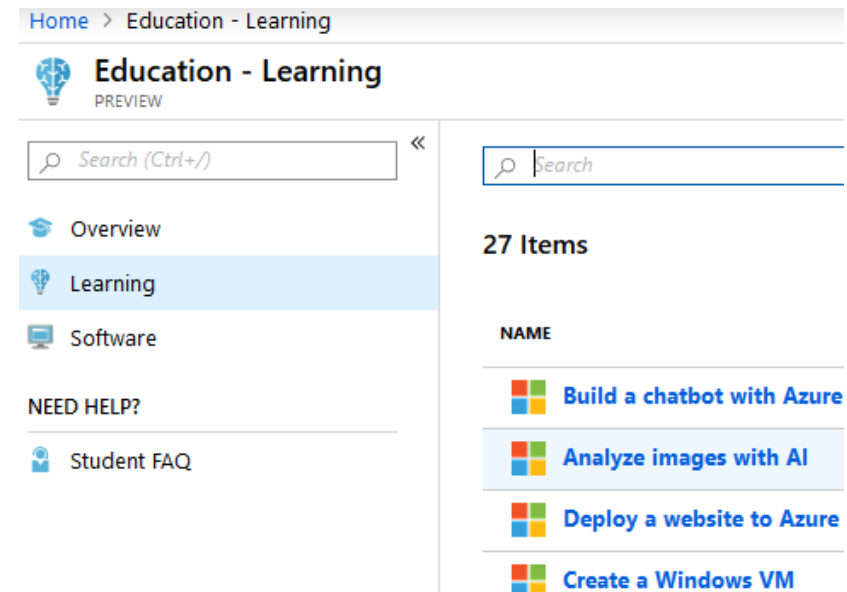 Home > Education - Learning
Education - Learning
PREVIEW
Search (Ctrl+/)
«
Overview
Learning
Software
NEED HELP?
Student FAQ
Search
27 Items
NAME
Build a chatbot with Azure
Analyze images with AI
Deploy a website to Azure
Create a Windows VM